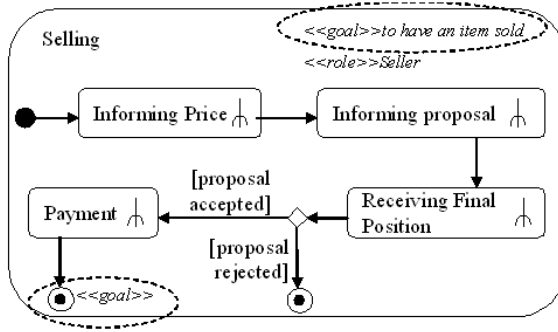 Selling
<<goal>>to have an item sold
<<role>>Seller
Informing Price
Informing proposal
[proposal
accepted]
Payment
Receiving Final
Position
[proposal
rejected]
<<goal>>